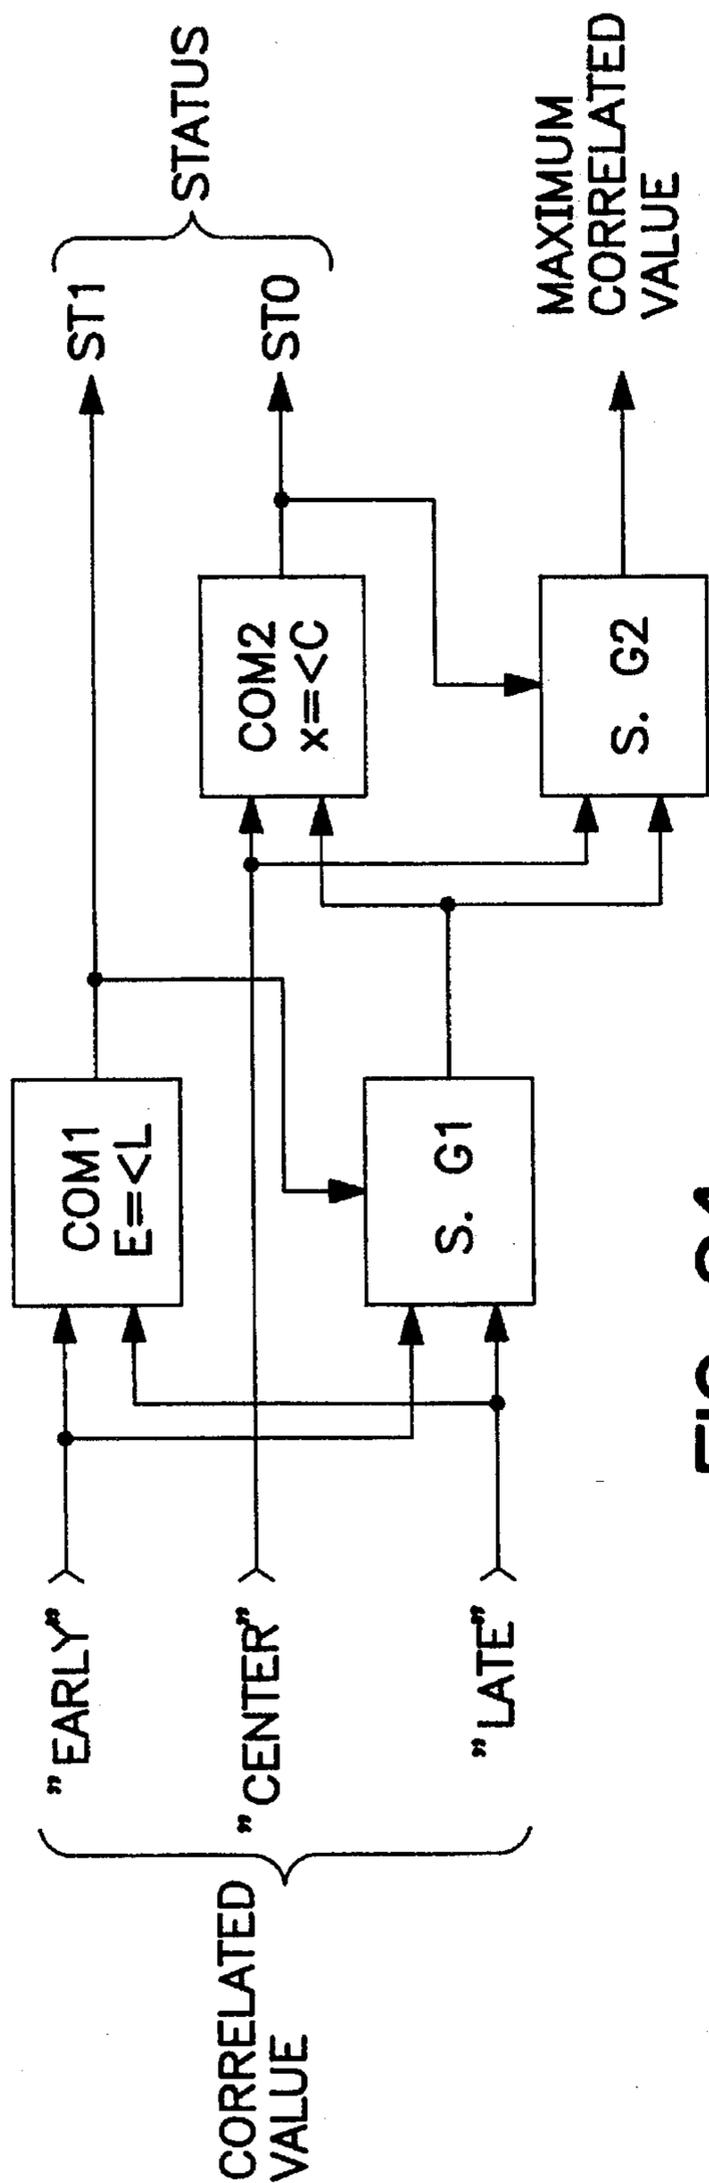 CORRELATED
VALUE
"EARLY"
"CENTER"
"LATE"
COM1
E=<L
S. G1
COM2
x=<C
S. G2
ST1
ST0
STATUS
MAXIMUM
CORRELATED
VALUE